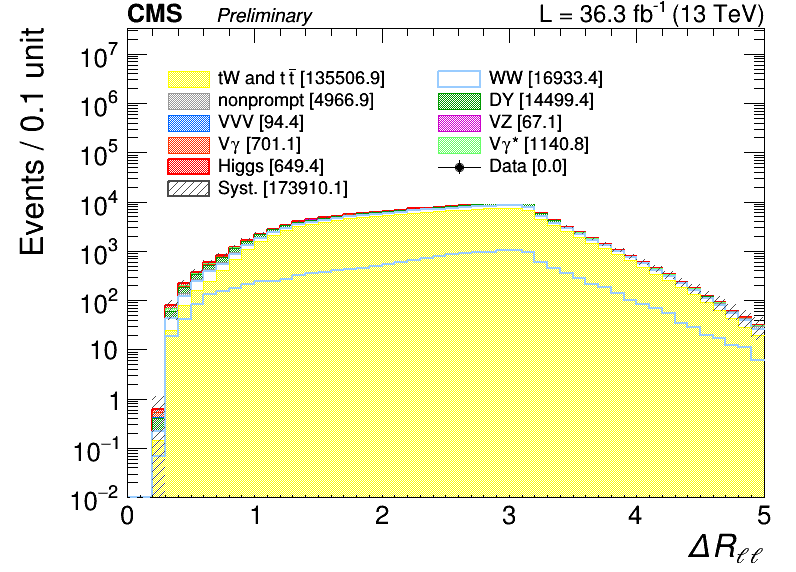 CMS Preliminary L = 36.3 fb⁻¹ (13 TeV)
Events / 0.1 unit
10⁷
10⁶
10⁵
10⁴
10³
10²
10
1
10⁻¹
10⁻²
tW and t t̄ [135506.9]
nonprompt [4966.9]
VVV [94.4]
Vγ [701.1]
Higgs [649.4]
Syst. [173910.1]
WW [16933.4]
DY [14499.4]
VZ [67.1]
Vγ* [1140.8]
Data [0.0]
0 1 2 3 4 5
ΔR_ℓℓ